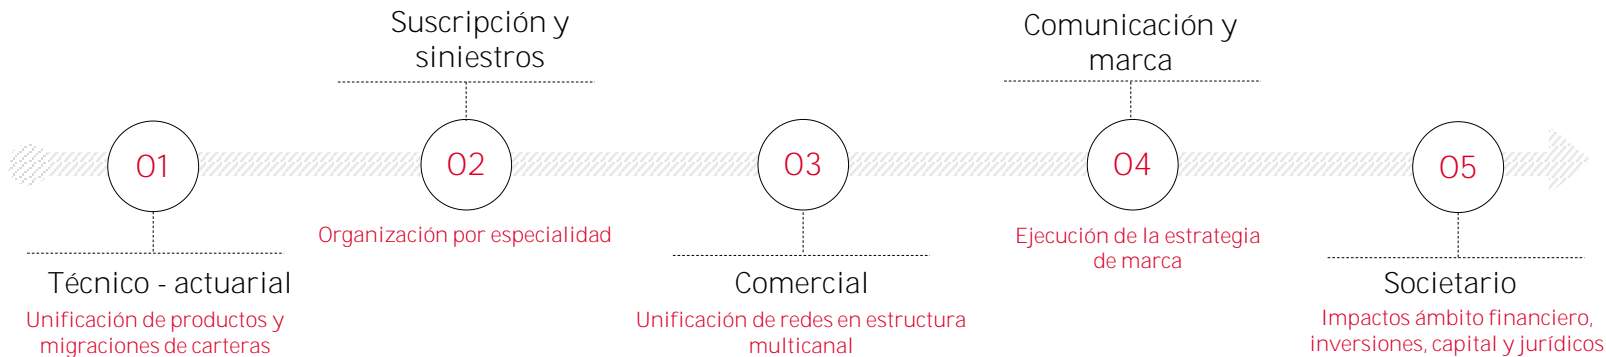 01
Técnico - actuarial
Unificación de productos y
migraciones de carteras
Suscripción y
siniestros
02
Organización por especialidad
03
Comercial
Unificación de redes en estructura
multicanal
Comunicación y
marca
04
Ejecución de la estrategia
de marca
05
Societario
Impactos ámbito financiero,
inversiones, capital y jurídicos